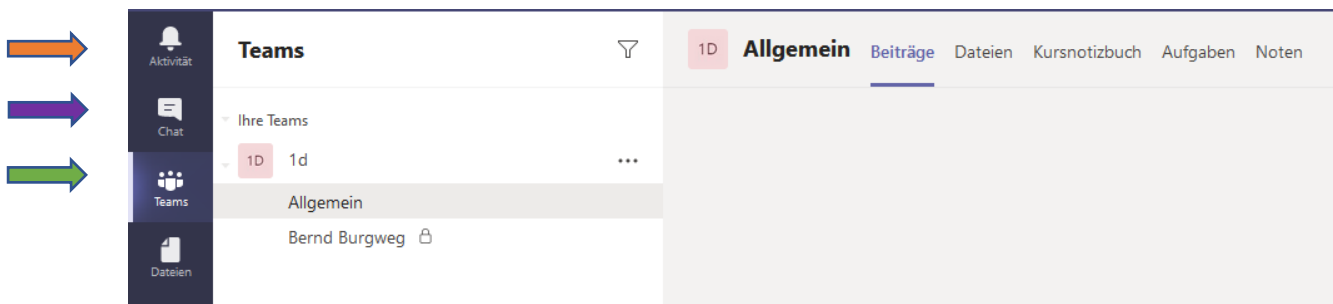 Aktivität
Chat
Teams
Dateien
Teams
Ihre Teams
1D 1d
Allgemein
Bernd Burgweg
1D Allgemein Beiträge Dateien Kursnotizbuch Aufgaben Noten